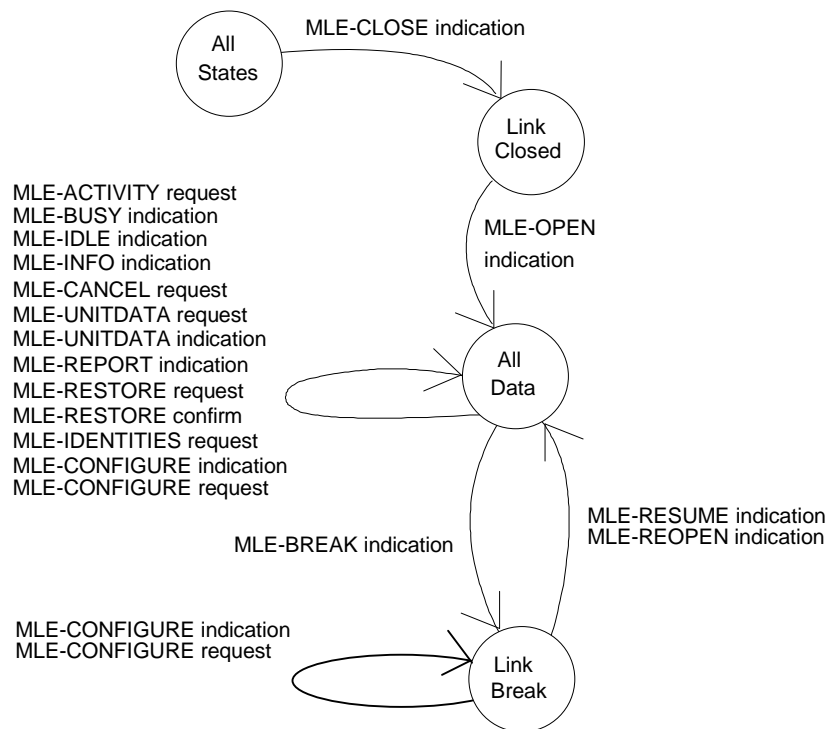 MLE-CLOSE indication
All
States
Link
Closed
MLE-ACTIVITY request
MLE-BUSY indication
MLE-IDLE indication
MLE-INFO indication
MLE-CANCEL request
MLE-UNITDATA request
MLE-UNITDATA indication
MLE-REPORT indication
MLE-RESTORE request
MLE-RESTORE confirm
MLE-IDENTITIES request
MLE-CONFIGURE indication
MLE-CONFIGURE request
MLE-OPEN
indication
All
Data
MLE-BREAK indication
MLE-RESUME indication
MLE-REOPEN indication
MLE-CONFIGURE indication
MLE-CONFIGURE request
Link
Break